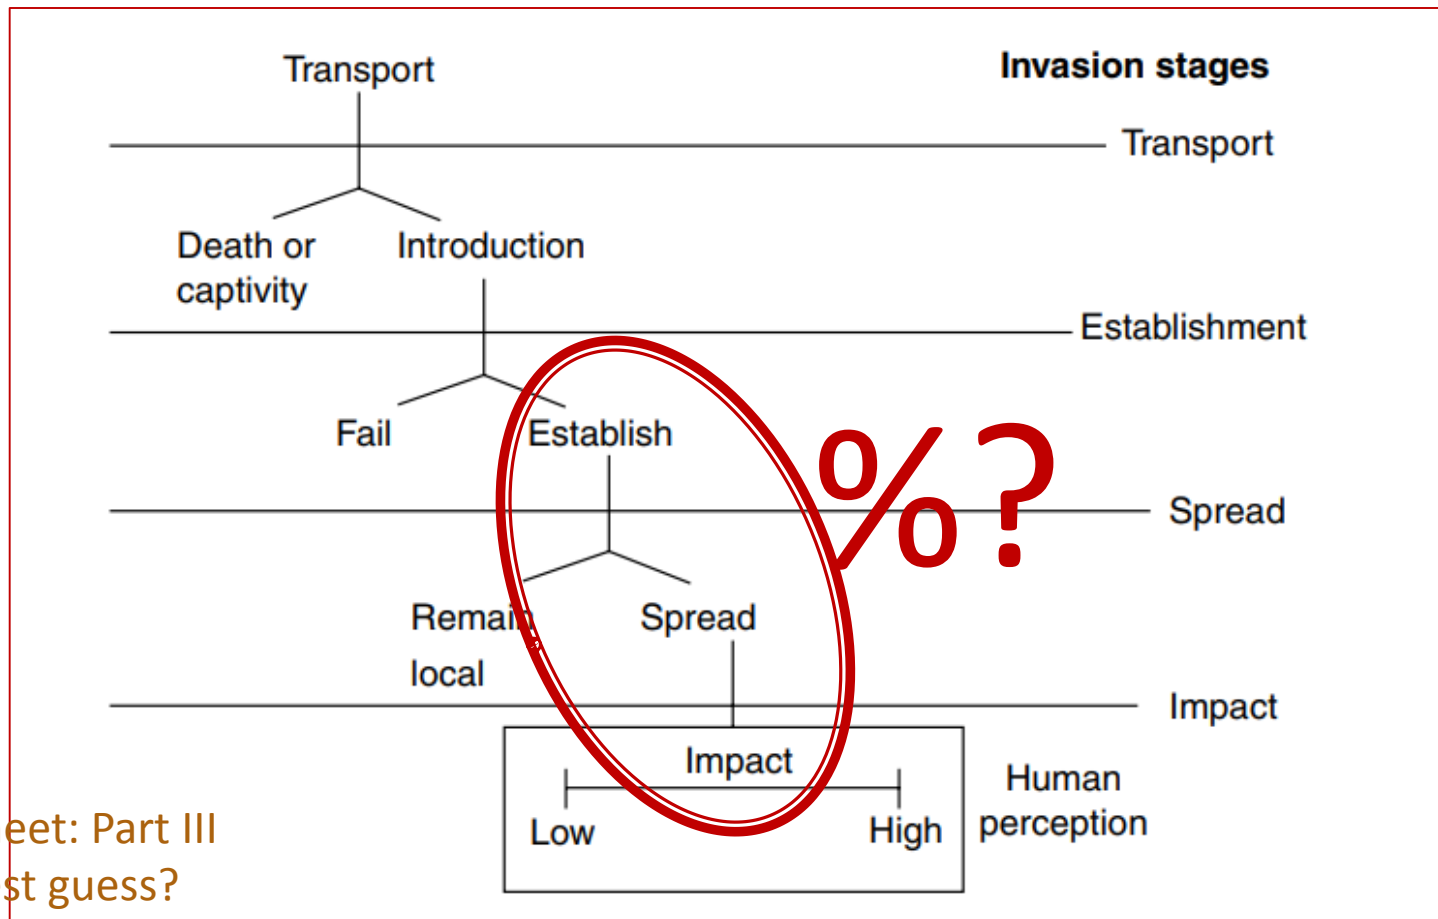 Transport
Invasion stages
Transport
Death or
captivity
Introduction
Establishment
Fail
Establish
%?
Spread
Remain
local
Spread
Impact
Impact
Low
High
Human
perception
eet: Part III
st guess?